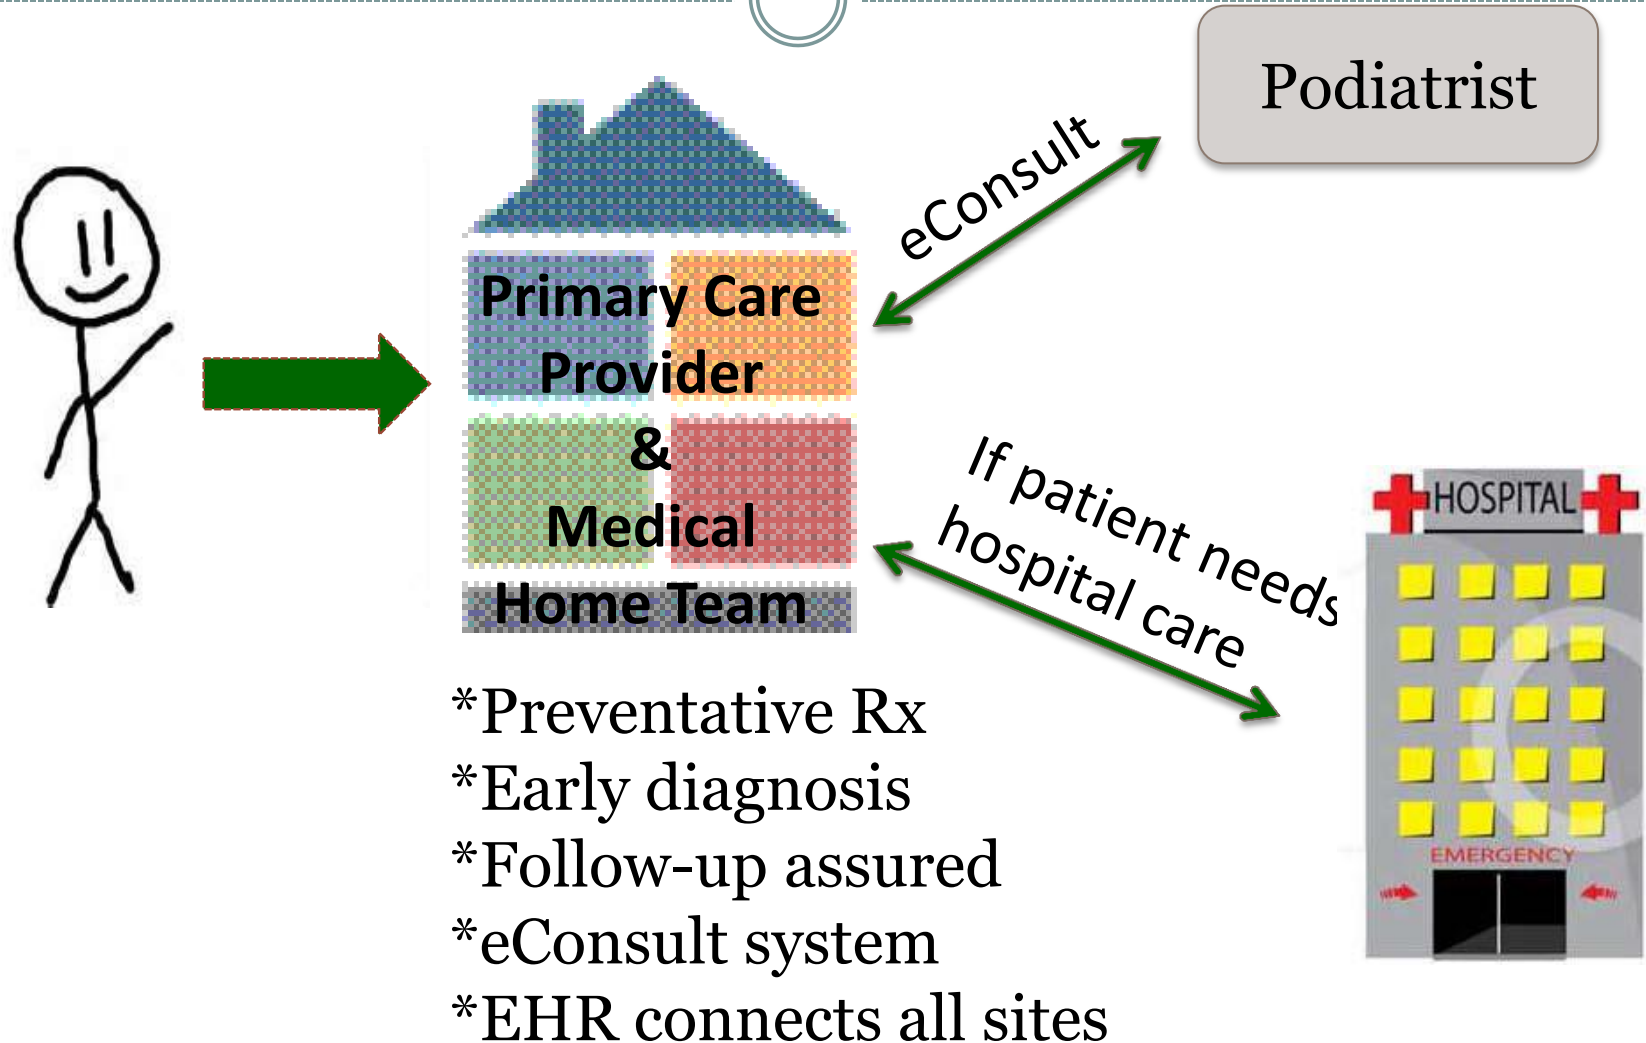 Podiatrist
eConsult
Primary Care
Provider
&
Medical
Home Team
If patient needs
hospital care
HOSPITAL
EMERGENCY
*Preventative Rx
*Early diagnosis
*Follow-up assured
*eConsult system
*EHR connects all sites